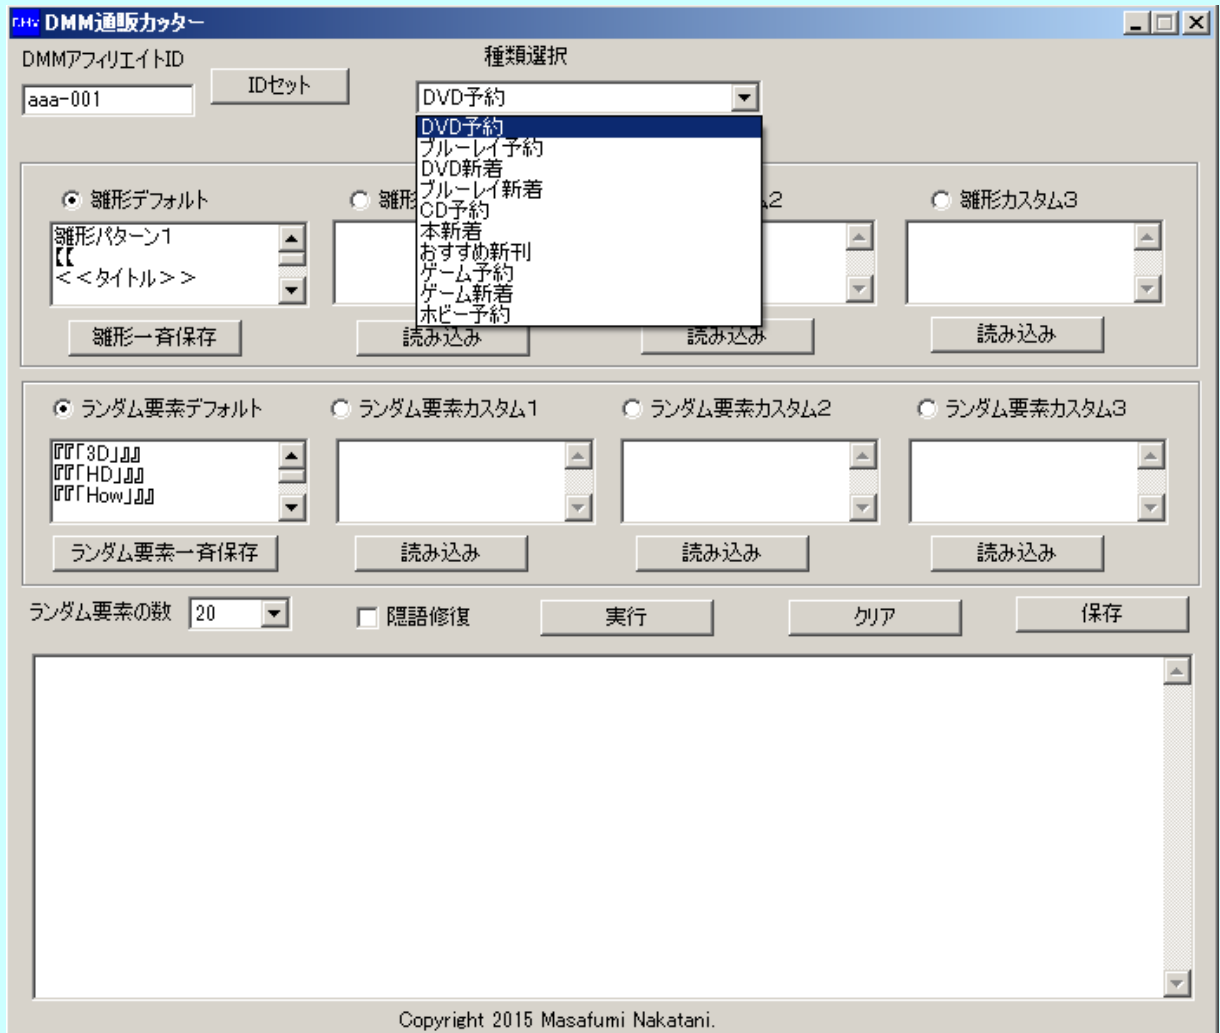 DMM通販カッター
DMMアフィリエイトID
種類選択
aaa-001
IDセット
DVD予約
DVD予約
ブルーレイ予約
DVD新着
ブルーレイ新着
CD予約
本新着
おすすめ新刊
ゲーム予約
ゲーム新着
ホビー予約
雛形デフォルト
雛形
2
雛形カスタム3
雛形パターン1
【【
<<タイトル>>
雛形一斉保存
読み込み
読み込み
読み込み
ランダム要素デフォルト
ランダム要素カスタム1
ランダム要素カスタム2
ランダム要素カスタム3
『『「3D」』』
『『「HD」』』
『『「How」』』
ランダム要素一斉保存
読み込み
読み込み
読み込み
ランダム要素の数
20
隠語修復
実行
クリア
保存
Copyright 2015 Masafumi Nakatani.